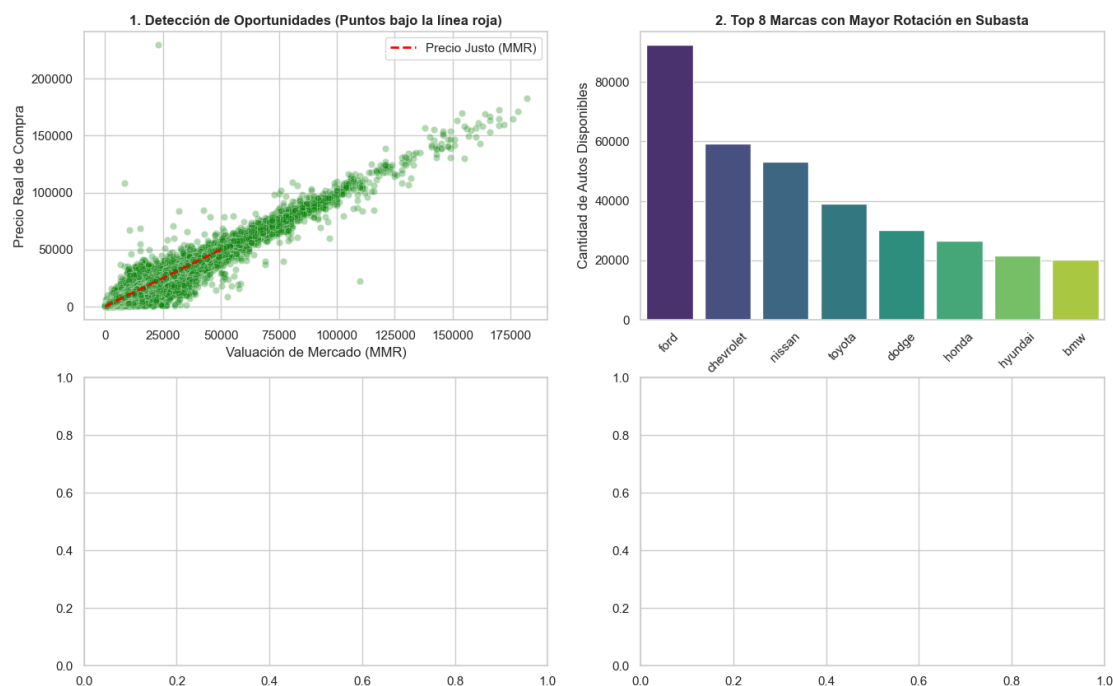 1. Detección de Oportunidades (Puntos bajo la línea roja)
Precio Justo (MMR)
Precio Real de Compra
200000
150000
100000
50000
0
0 25000 50000 75000 100000 125000 150000 175000
Valuación de Mercado (MMR)
2. Top 8 Marcas con Mayor Rotación en Subasta
Cantidad de Autos Disponibles
80000
60000
40000
20000
0
ford chevrolet nissan toyota dodge honda hyundai bmw
1.0
0.8
0.6
0.4
0.2
0.0
0.0 0.2 0.4 0.6 0.8 1.0
1.0
0.8
0.6
0.4
0.2
0.0
0.0 0.2 0.4 0.6 0.8 1.0